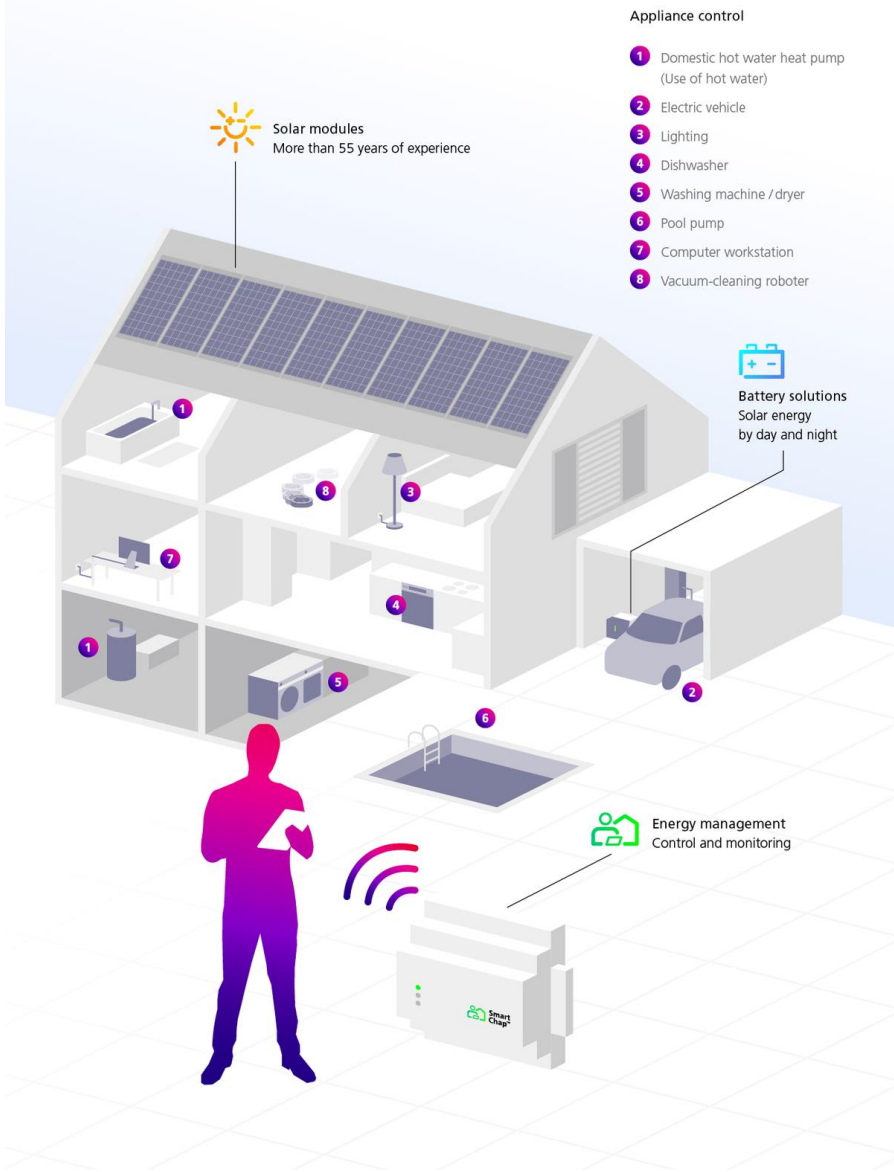 Appliance control
1 Domestic hot water heat pump
(Use of hot water)
2 Electric vehicle
3 Lighting
4 Dishwasher
5 Washing machine / dryer
6 Pool pump
7 Computer workstation
8 Vacuum-cleaning roboter
Solar modules
More than 55 years of experience
Battery solutions
Solar energy
by day and night
1
8
3
7
4
1
5
2
6
Energy management
Control and monitoring
Smart
Chap™